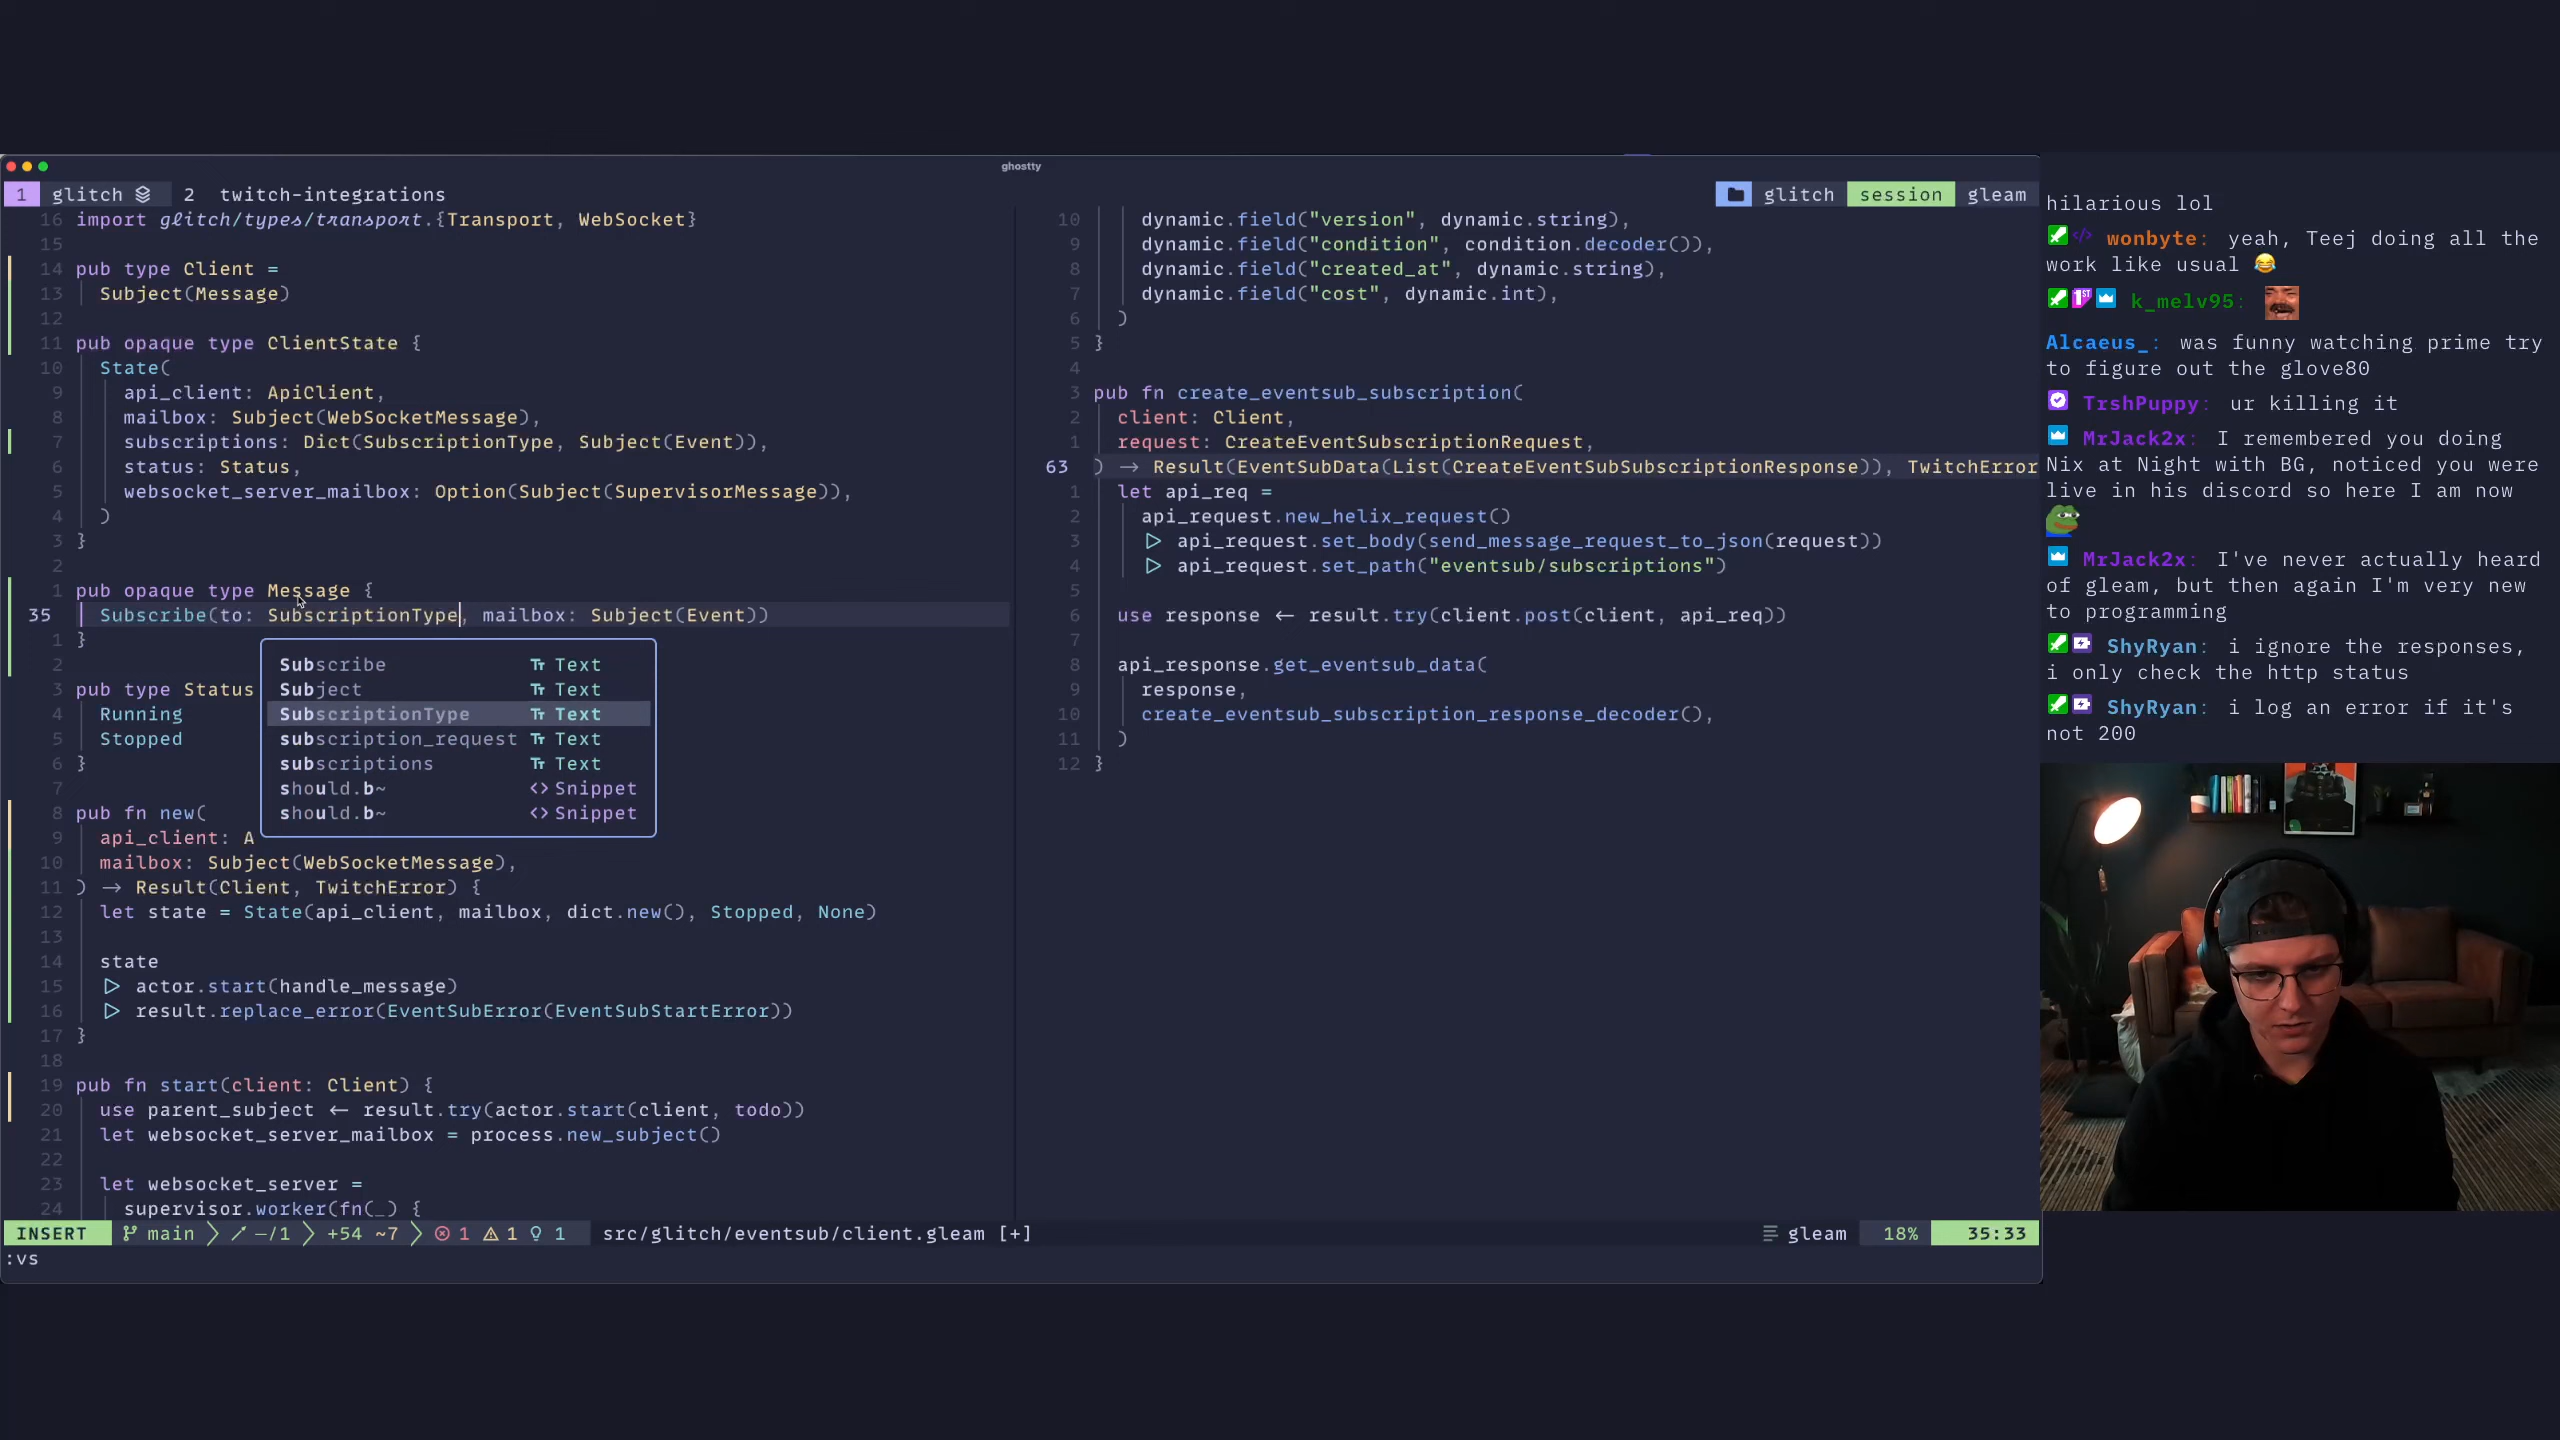 ghostty
1 glitch 2 twitch-integrations
glitch session gleam
16 import glitch/types/transport.{Transport, WebSocket}
15
14 pub type Client =
13 Subject(Message)
12
11 pub opaque type ClientState {
10 State(
9 api_client: ApiClient,
8 mailbox: Subject(WebSocketMessage),
7 subscriptions: Dict(SubscriptionType, Subject(Event)),
6 status: Status,
5 websocket_server_mailbox: Option(Subject(SupervisorMessage)),
4 )
3 }
2
1 pub opaque type Message {
35 Subscribe(to: SubscriptionType, mailbox: Subject(Event))
1 }
2
3 pub type Status
4 Running
5 Stopped
6 }
7
8 pub fn new(
9 api_client: A
10 mailbox: Subject(WebSocketMessage),
11 ) → Result(Client, TwitchError) {
12 let state = State(api_client, mailbox, dict.new(), Stopped, None)
13
14 state
15 ▷ actor.start(handle_message)
16 ▷ result.replace_error(EventSubError(EventSubStartError))
17 }
18
19 pub fn start(client: Client) {
20 use parent_subject ← result.try(actor.start(client, todo))
21 let websocket_server_mailbox = process.new_subject()
22
23 let websocket_server =
24 supervisor.worker(fn(_) {
Subscribe Text
Subject Text
SubscriptionType Text
subscription_request Text
subscriptions Text
should.b~ <> Snippet
should.b~ <> Snippet
10 dynamic.field("version", dynamic.string),
9 dynamic.field("condition", condition.decoder()),
8 dynamic.field("created_at", dynamic.string),
7 dynamic.field("cost", dynamic.int),
6 )
5 }
4
3 pub fn create_eventsub_subscription(
2 client: Client,
1 request: CreateEventSubscriptionRequest,
63 ) → Result(EventSubData(List(CreateEventSubSubscriptionResponse)), TwitchError
1 let api_req =
2 api_request.new_helix_request()
3 ▷ api_request.set_body(send_message_request_to_json(request))
4 ▷ api_request.set_path("eventsub/subscriptions")
5
6 use response ← result.try(client.post(client, api_req))
7
8 api_response.get_eventsub_data(
9 response,
10 create_eventsub_subscription_response_decoder(),
11 )
12 }
INSERT main —/1 +54 ~7 1 1 1 src/glitch/eventsub/client.gleam [+] gleam 18% 35:33
:vs
hilarious lol
wonbyte: yeah, Teej doing all the
work like usual 😂
k_melv95:
Alcaeus_: was funny watching prime try
to figure out the glove80
TrshPuppy: ur killing it
MrJack2x: I remembered you doing
Nix at Night with BG, noticed you were
live in his discord so here I am now
MrJack2x: I've never actually heard
of gleam, but then again I'm very new
to programming
ShyRyan: i ignore the responses,
i only check the http status
ShyRyan: i log an error if it's
not 200